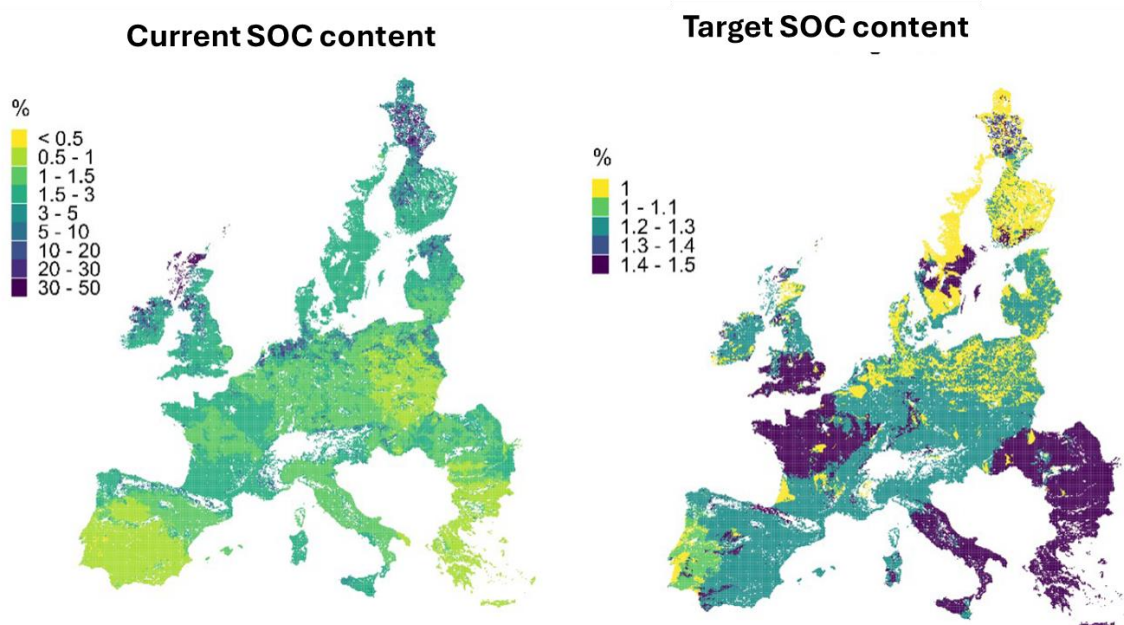 Current SOC content
Target SOC content
%
< 0.5
0.5 - 1
1 - 1.5
1.5 - 3
3 - 5
5 - 10
10 - 20
20 - 30
30 - 50
%
1
1 - 1.1
1.2 - 1.3
1.3 - 1.4
1.4 - 1.5